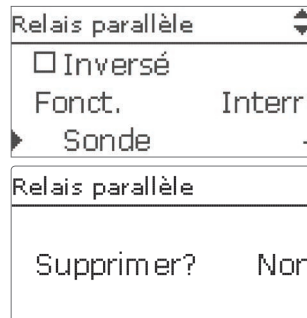 Relais parallèle
Inversé
Fonct. Interr
Sonde -
Relais parallèle
Supprimer? Non